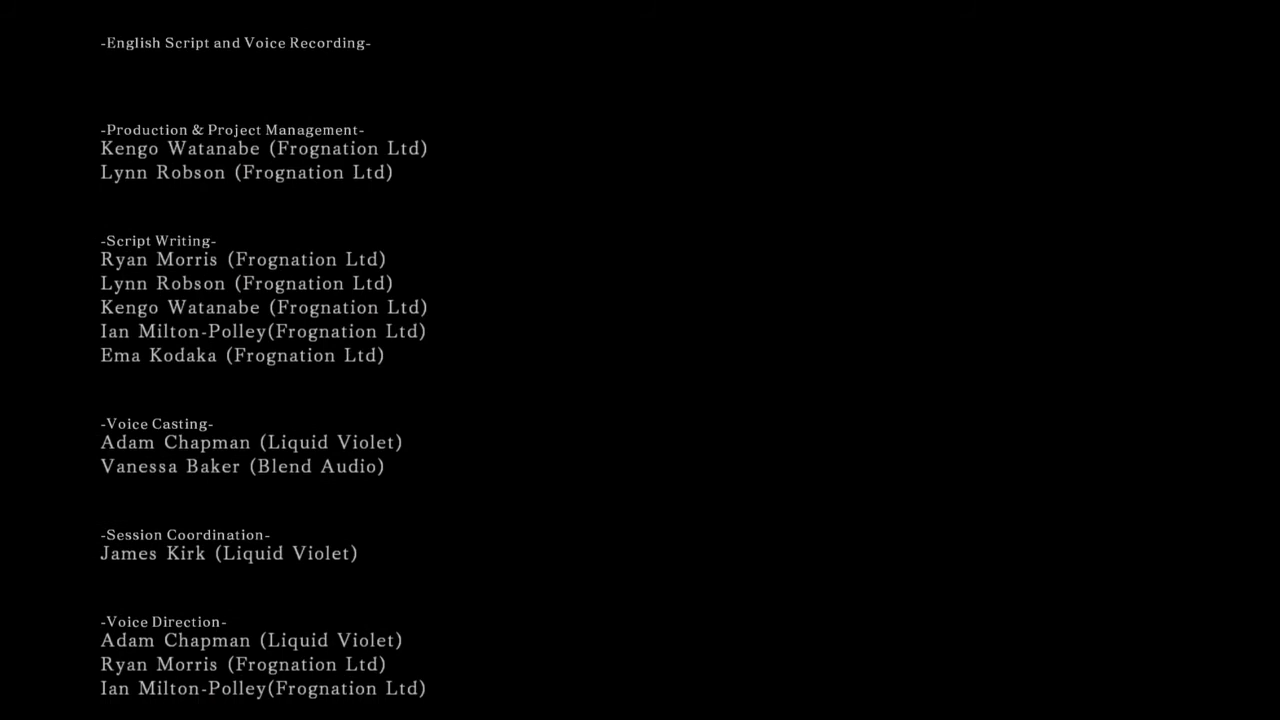 -English Script and Voice Recording-
-Production & Project Management-
Kengo Watanabe (Frognation Ltd)
Lynn Robson (Frognation Ltd)
-Script Writing-
Ryan Morris (Frognation Ltd)
Lynn Robson (Frognation Ltd)
Kengo Watanabe (Frognation Ltd)
Ian Milton-Polley(Frognation Ltd)
Ema Kodaka (Frognation Ltd)
-Voice Casting-
Adam Chapman (Liquid Violet)
Vanessa Baker (Blend Audio)
-Session Coordination-
James Kirk (Liquid Violet)
-Voice Direction-
Adam Chapman (Liquid Violet)
Ryan Morris (Frognation Ltd)
Ian Milton-Polley(Frognation Ltd)